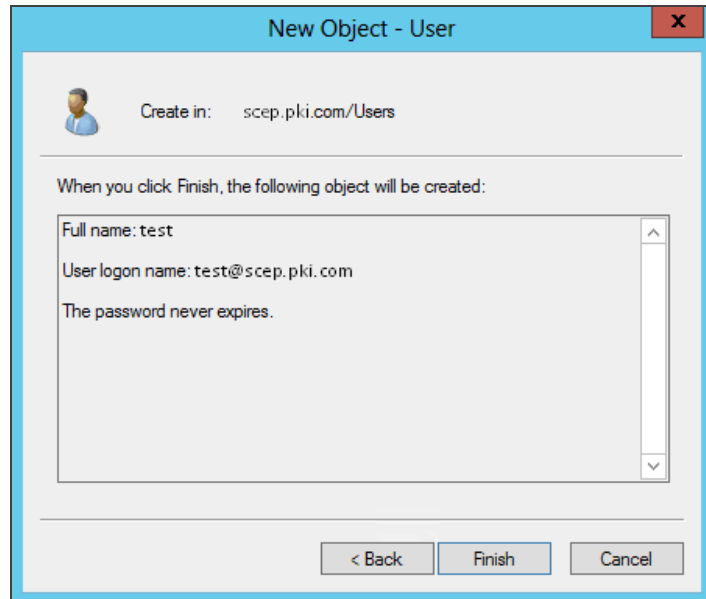 New Object - User
X
Create in: scep.pki.com/Users
When you click Finish, the following object will be created:
Full name: test
User logon name: test@scep.pki.com
The password never expires.
< Back Finish Cancel